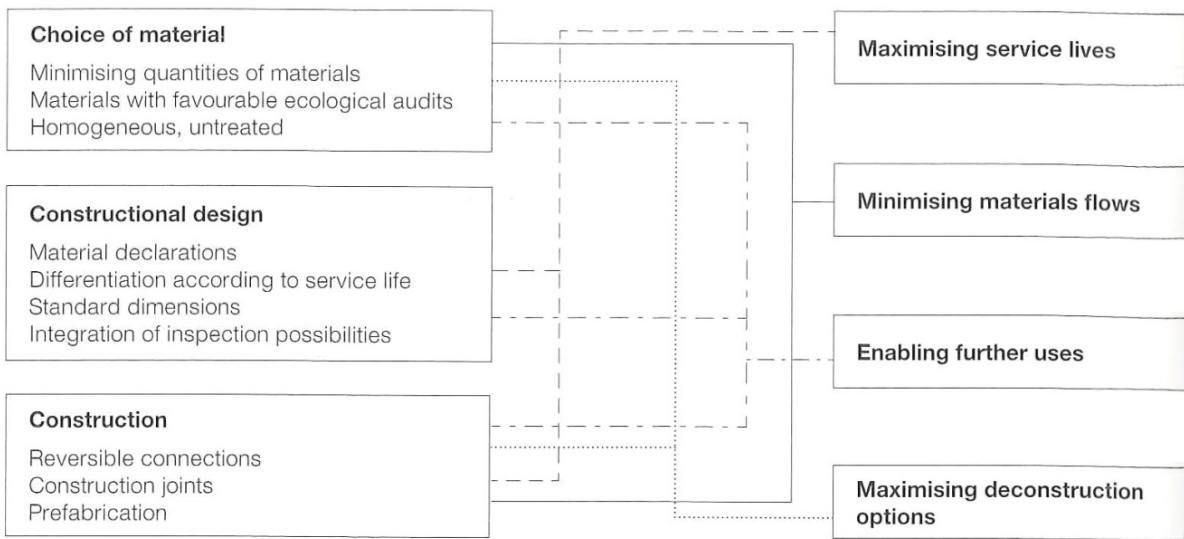 Choice of material
Minimising quantities of materials
Materials with favourable ecological audits
Homogeneous, untreated
Constructional design
Material declarations
Differentiation according to service life
Standard dimensions
Integration of inspection possibilities
Construction
Reversible connections
Construction joints
Prefabrication
Maximising service lives
Minimising materials flows
Enabling further uses
Maximising deconstruction
options